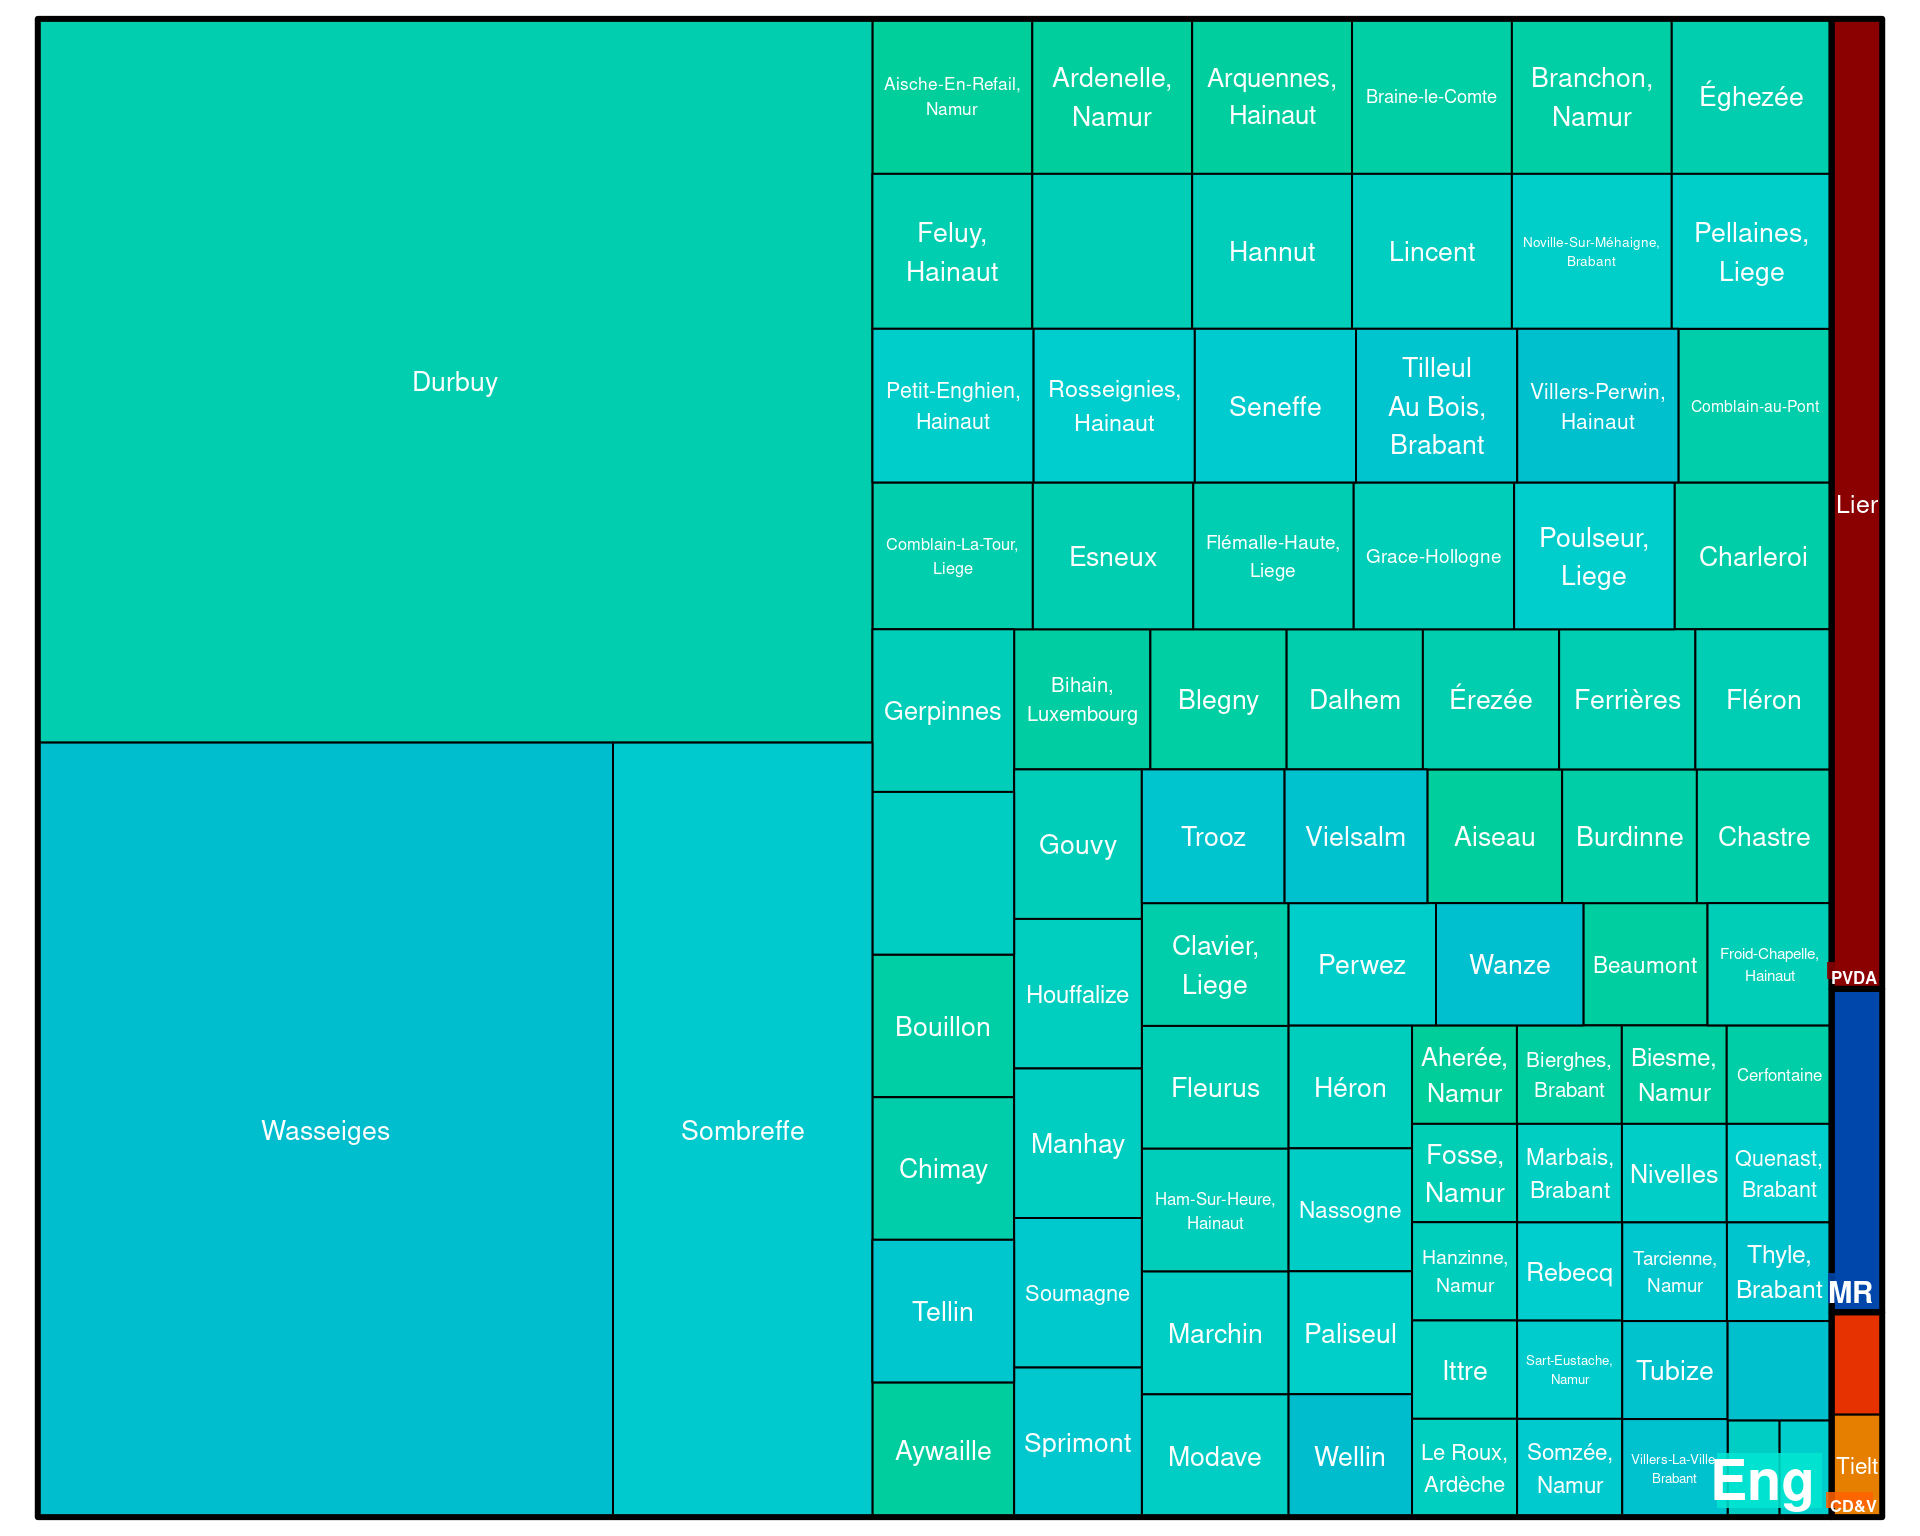 Durbuy
Wasseiges
Sombreffe
Aische-En-Refail,
Namur
Ardenelle,
Namur
Arquennes,
Hainaut
Braine-le-Comte
Branchon,
Namur
Éghezée
Feluy,
Hainaut
Hannut
Lincent
Noville-Sur-Méhaigne,
Brabant
Pellaines,
Liege
Petit-Enghien,
Hainaut
Rosseignies,
Hainaut
Seneffe
Tilleul
Au Bois,
Brabant
Villers-Perwin,
Hainaut
Comblain-au-Pont
Comblain-La-Tour,
Liege
Esneux
Flémalle-Haute,
Liege
Grace-Hollogne
Poulseur,
Liege
Charleroi
Gerpinnes
Bihain,
Luxembourg
Blegny
Dalhem
Érezée
Ferrières
Fléron
Gouvy
Trooz
Vielsalm
Aiseau
Burdinne
Chastre
Bouillon
Houffalize
Clavier,
Liege
Perwez
Wanze
Beaumont
Froid-Chapelle,
Hainaut
Chimay
Manhay
Fleurus
Héron
Aherée,
Namur
Bierghes,
Brabant
Biesme,
Namur
Cerfontaine
Fosse,
Namur
Marbais,
Brabant
Nivelles
Quenast,
Brabant
Tellin
Soumagne
Ham-Sur-Heure,
Hainaut
Nassogne
Hanzinne,
Namur
Rebecq
Tarcienne,
Namur
Thyle,
Brabant
Marchin
Paliseul
Ittre
Sart-Eustache,
Namur
Tubize
Aywaille
Sprimont
Modave
Wellin
Le Roux,
Ardèche
Somzée,
Namur
Villers-La-Ville,
Brabant
Eng
Lier
PVDA
MR
Tielt
CD&V